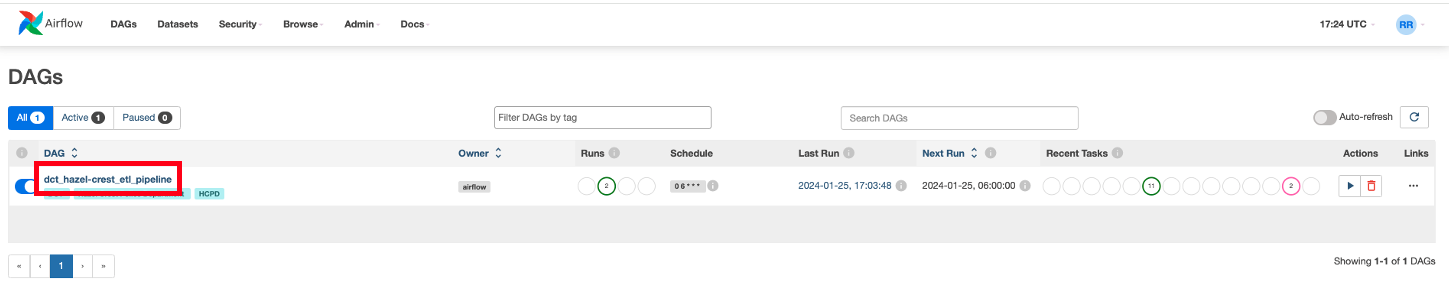 Airflow DAGs Datasets Security Browse Admin Docs 17:24 UTC RR
DAGs
All 1 Active 1 Paused 0 Filter DAGs by tag Search DAGs Auto-refresh
DAG Owner Runs Schedule Last Run Next Run Recent Tasks Actions Links
dct_hazel-crest_etl_pipeline airflow 2 0 6 * * * 2024-01-25, 17:03:48 2024-01-25, 06:00:00 11 2
HCPD
« ‹ 1 › » Showing 1-1 of 1 DAGs